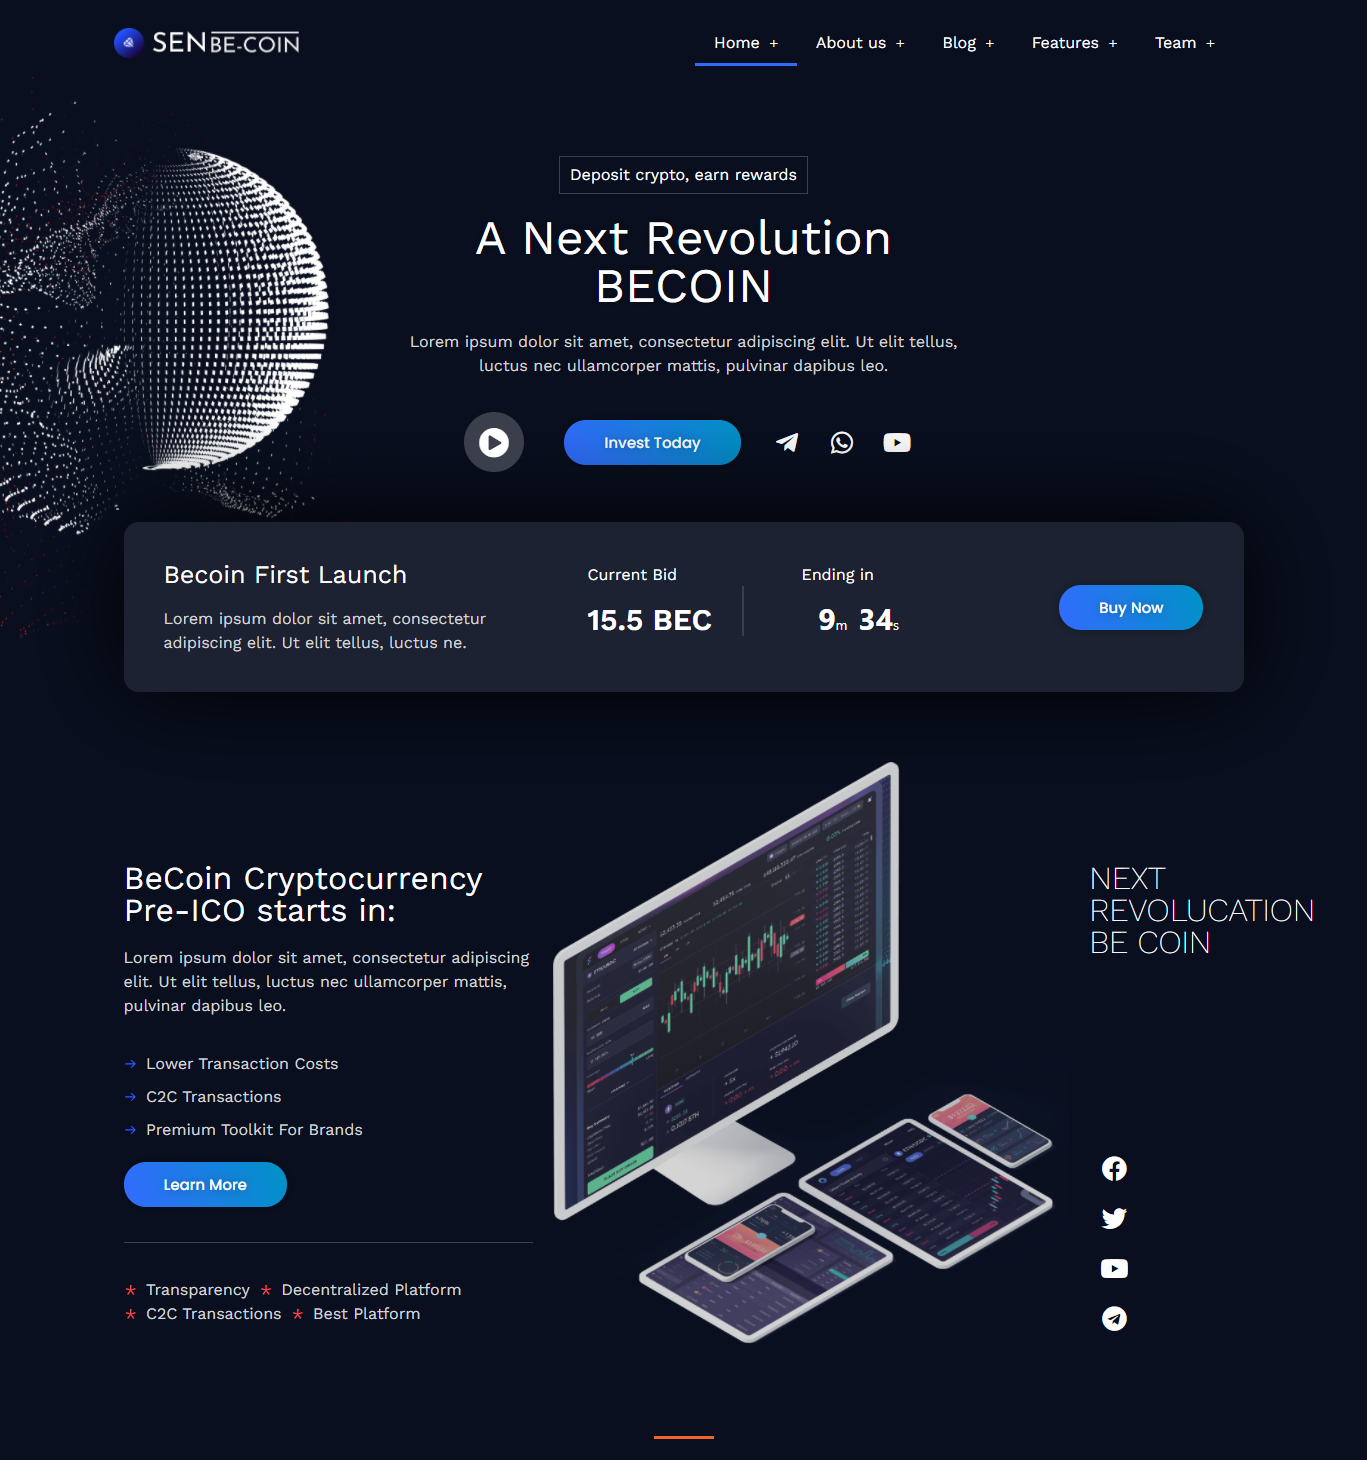 SENBE-COIN
Home +
About us +
Blog +
Features +
Team +
Deposit crypto, earn rewards
A Next Revolution
BECOIN
Lorem ipsum dolor sit amet, consectetur adipiscing elit. Ut elit tellus,
luctus nec ullamcorper mattis, pulvinar dapibus leo.
Invest Today
Becoin First Launch
Lorem ipsum dolor sit amet, consectetur
adipiscing elit. Ut elit tellus, luctus ne.
Current Bid
15.5 BEC
Ending in
9m 34s
Buy Now
BeCoin Cryptocurrency
Pre-ICO starts in:
Lorem ipsum dolor sit amet, consectetur adipiscing
elit. Ut elit tellus, luctus nec ullamcorper mattis,
pulvinar dapibus leo.
Lower Transaction Costs
C2C Transactions
Premium Toolkit For Brands
Learn More
Transparency
Decentralized Platform
C2C Transactions
Best Platform
NEXT
REVOLUCATION
BE COIN